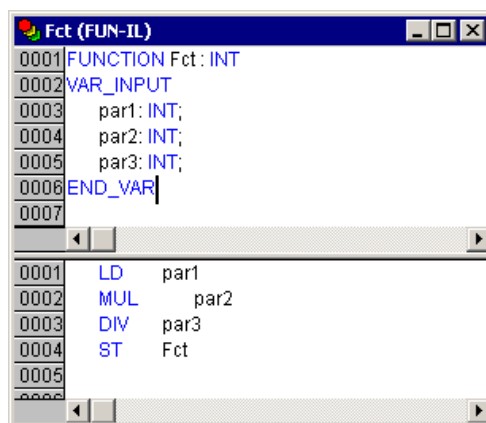 Fct (FUN-IL)
0001 FUNCTION Fct : INT
0002 VAR_INPUT
0003 par1: INT;
0004 par2: INT;
0005 par3: INT;
0006 END_VAR
0007
0001 LD par1
0002 MUL par2
0003 DIV par3
0004 ST Fct
0005